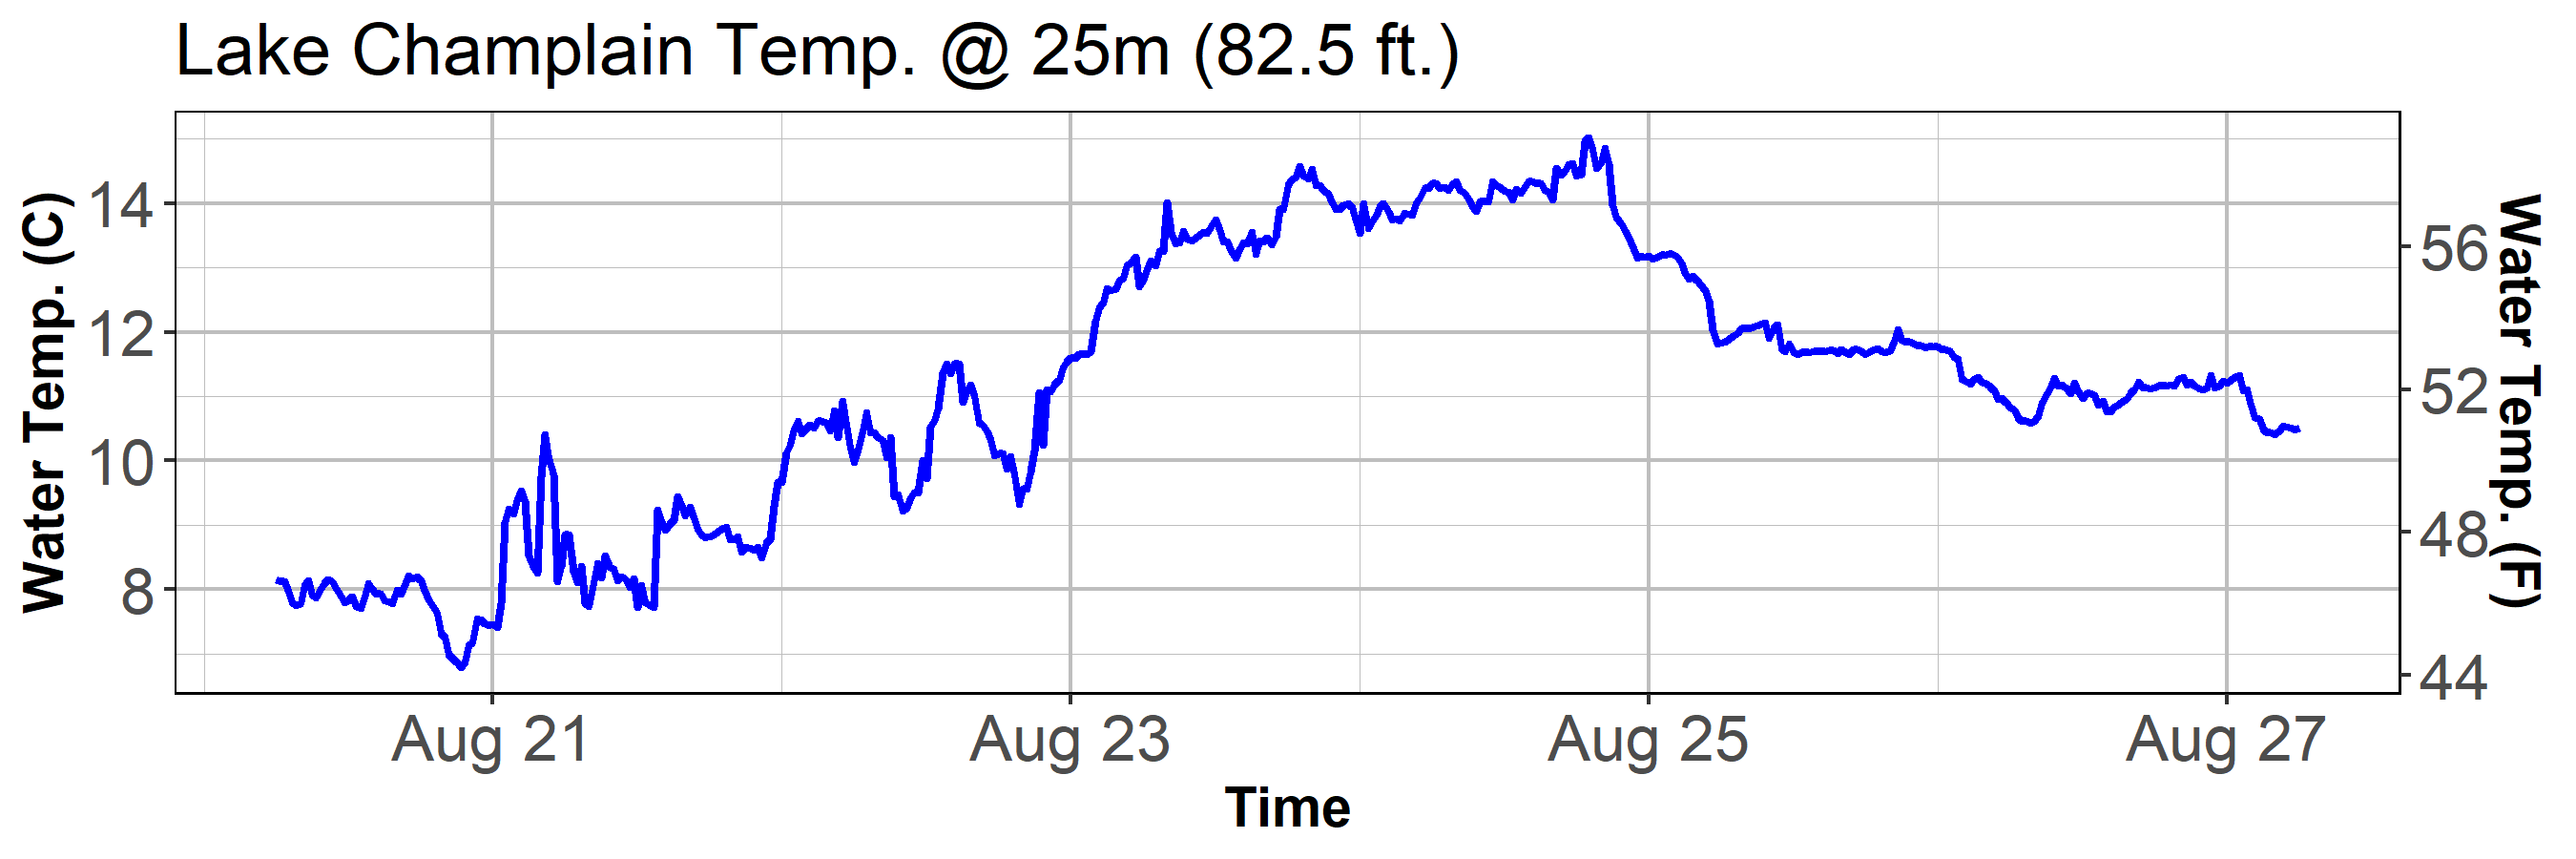 Lake Champlain Temp. @ 25m (82.5 ft.)
Water Temp. (C)
14
12
10
8
56
52
48
44
Water Temp. (F)
Aug 21
Aug 23
Aug 25
Aug 27
Time